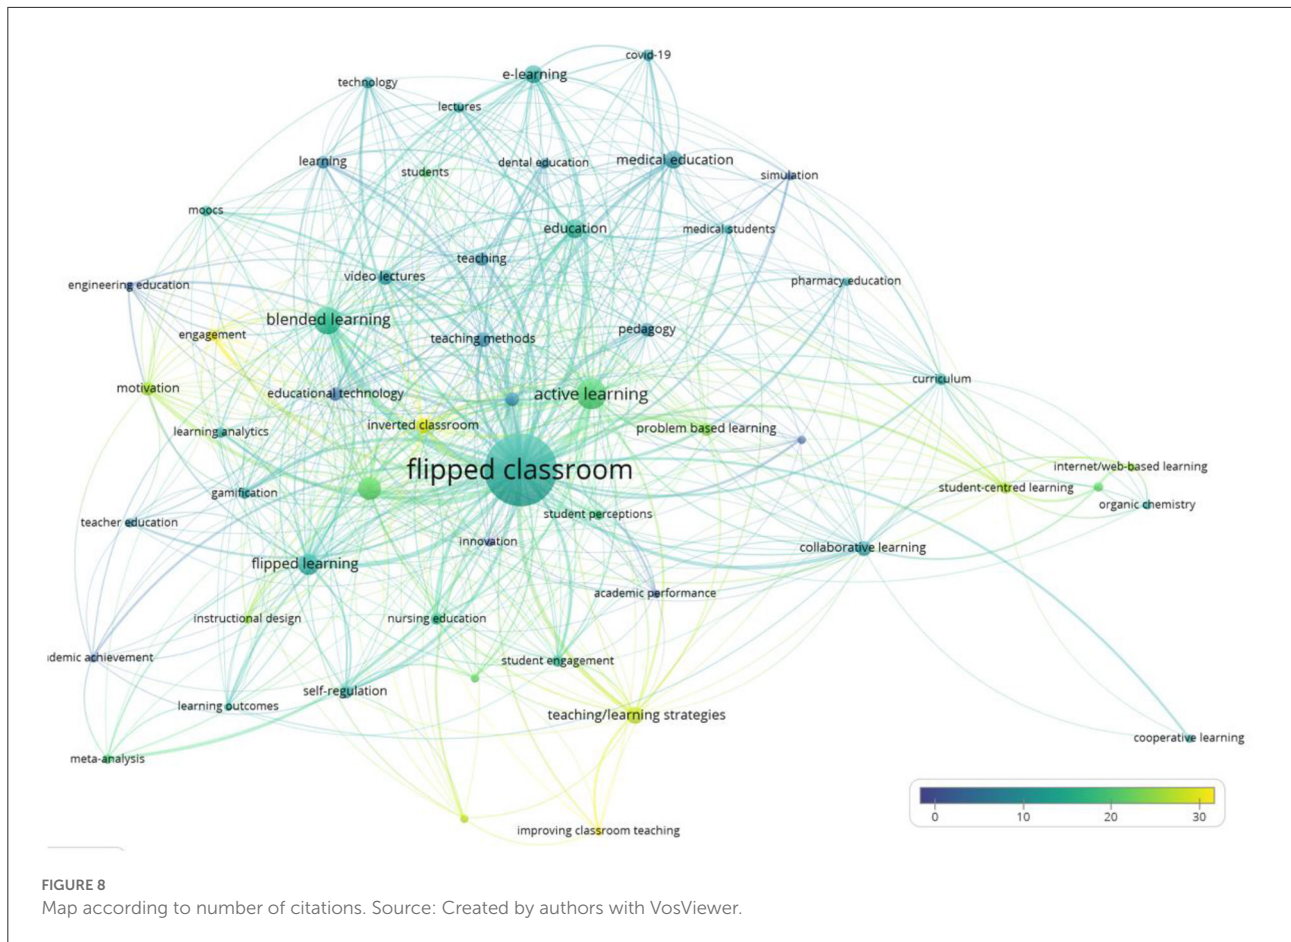 covid-19
e-learning
technology
lectures
learning
dental education
medical education
students
simulation
moocs
education
medical students
teaching
video lectures
engineering education
pharmacy education
blended learning
engagement
teaching methods
pedagogy
motivation
educational technology
active learning
curriculum
learning analytics
inverted classroom
problem based learning
flipped classroom
internet/web-based learning
student-centred learning
gamification
organic chemistry
teacher education
student perceptions
innovation
collaborative learning
flipped learning
academic performance
instructional design
nursing education
demic achievement
student engagement
self-regulation
learning outcomes
teaching/learning strategies
cooperative learning
meta-analysis
improving classroom teaching
0 10 20 30
FIGURE 8
Map according to number of citations. Source: Created by authors with VosViewer.